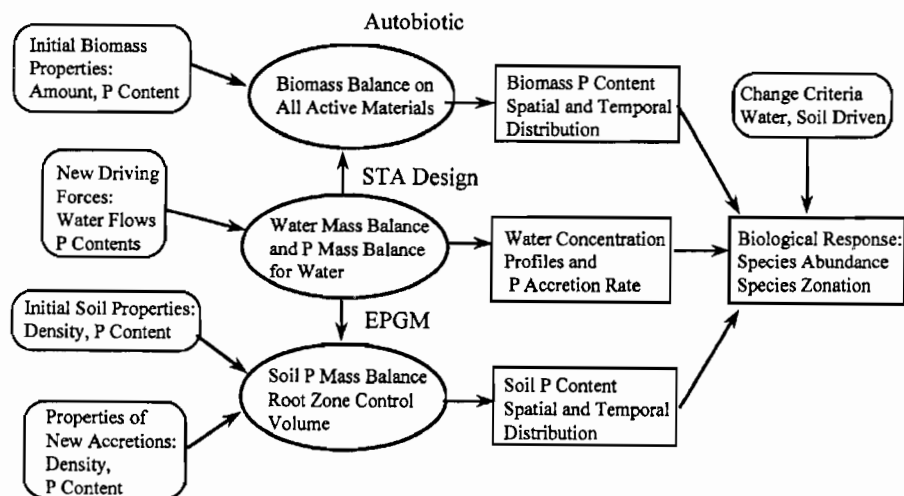 Autobiotic
Initial Biomass
Properties:
Amount, P Content
Biomass Balance on
All Active Materials
Biomass P Content
Spatial and Temporal
Distribution
Change Criteria
Water, Soil Driven
New Driving
Forces:
Water Flows
P Contents
STA Design
Water Mass Balance
and P Mass Balance
for Water
Water Concentration
Profiles and
P Accretion Rate
Biological Response:
Species Abundance
Species Zonation
Initial Soil Properties:
Density, P Content
EPGM
Soil P Mass Balance
Root Zone Control
Volume
Soil P Content
Spatial and Temporal
Distribution
Properties of
New Accretions:
Density,
P Content